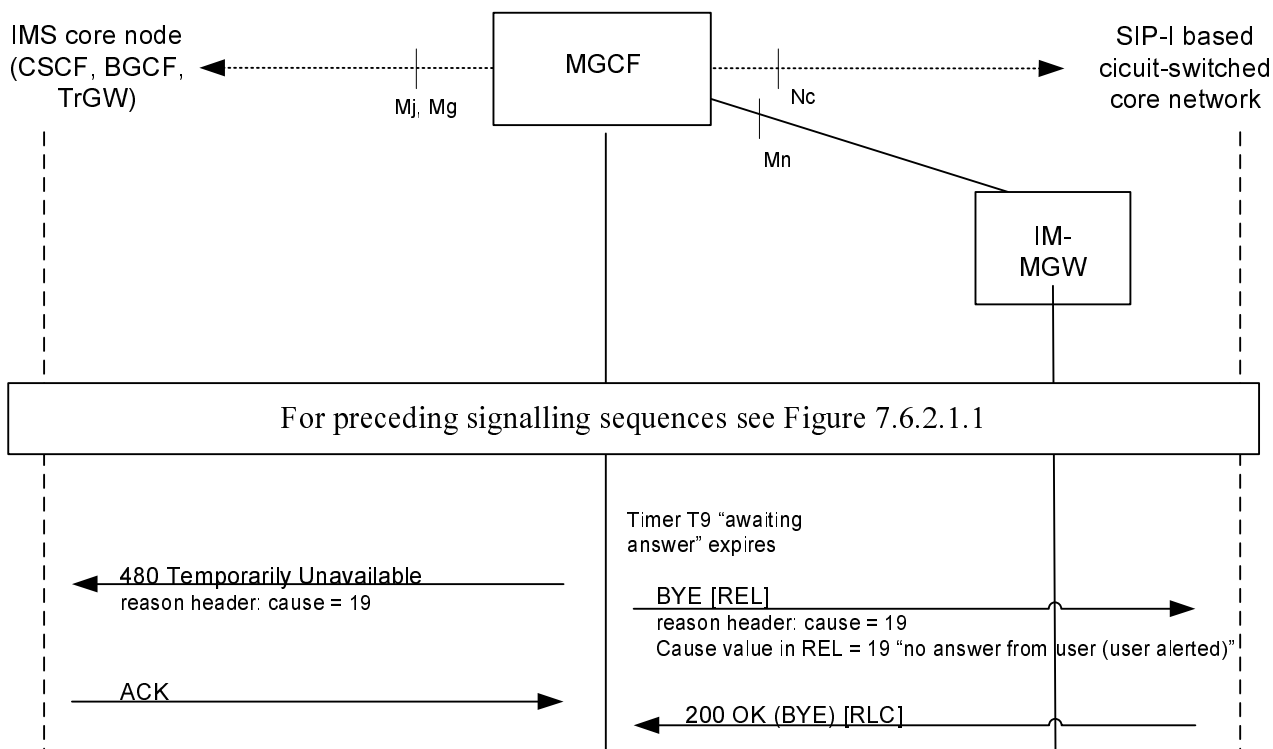 IMS core node
(CSCF, BGCF,
TrGW)
MGCF
SIP-I based
cicuit-switched
core network
Mj, Mg
Nc
Mn
IM-
MGW
For preceding signalling sequences see Figure 7.6.2.1.1
Timer T9 “awaiting
answer” expires
480 Temporarily Unavailable
reason header: cause = 19
BYE [REL]
reason header: cause = 19
Cause value in REL = 19 “no answer from user (user alerted)”
ACK
200 OK (BYE) [RLC]